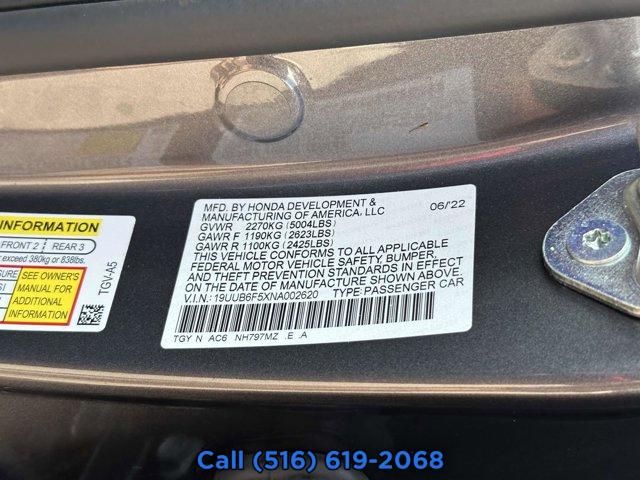 MFD. BY HONDA DEVELOPMENT &
MANUFACTURING OF AMERICA, LLC 06/22
GVWR 2270KG (5004LBS)
GAWR F 1190KG (2623LBS)
GAWR R 1100KG (2425LBS)
THIS VEHICLE CONFORMS TO ALL APPLICABLE
FEDERAL MOTOR VEHICLE SAFETY, BUMPER,
AND THEFT PREVENTION STANDARDS IN EFFECT
ON THE DATE OF MANUFACTURE SHOWN ABOVE.
V.I.N.: 19UUB6F5XNA002620 TYPE: PASSENGER CAR
TGY N AC6 NH797MZ .E .A
INFORMATION
FRONT 2 REAR 3
exceed 380kg or 838lbs.
SEE OWNER'S
MANUAL FOR
ADDITIONAL
INFORMATION
TGV-A5
Call (516) 619-2068